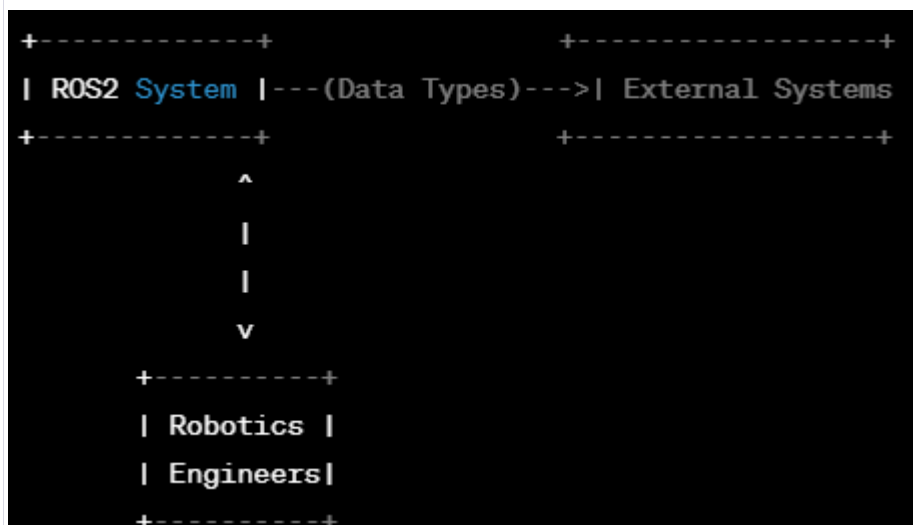 +-------------+                    +------------------+
| ROS2 System |---(Data Types)--->| External Systems
+-------------+                   +------------------+
            ^
            |
            |
            v
      +----------+
      | Robotics |
      | Engineers|
      +----------+